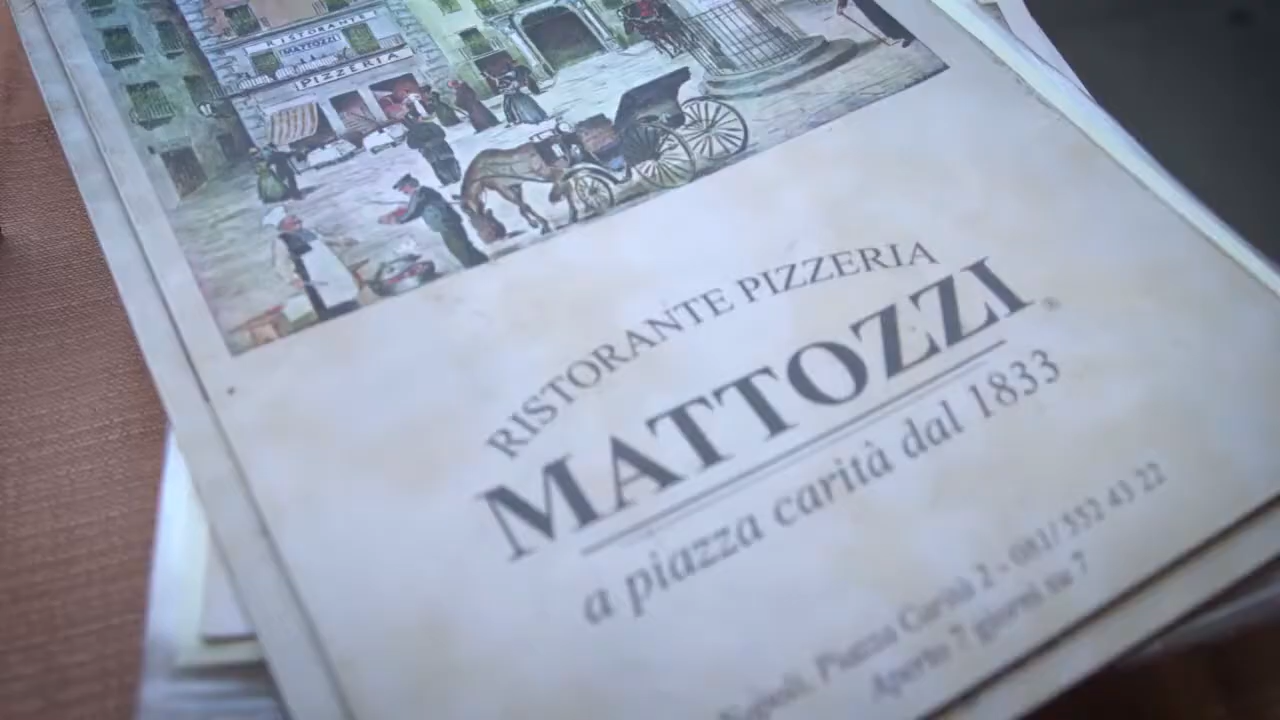 RISTORANTE
MATTOZZI
PIZZERIA
RISTORANTE PIZZERIA
MATTOZZI®
a piazza carità dal 1833
Napoli, Piazza Carità 2 - 081/ 552 43 22
Aperto 7 giorni su 7